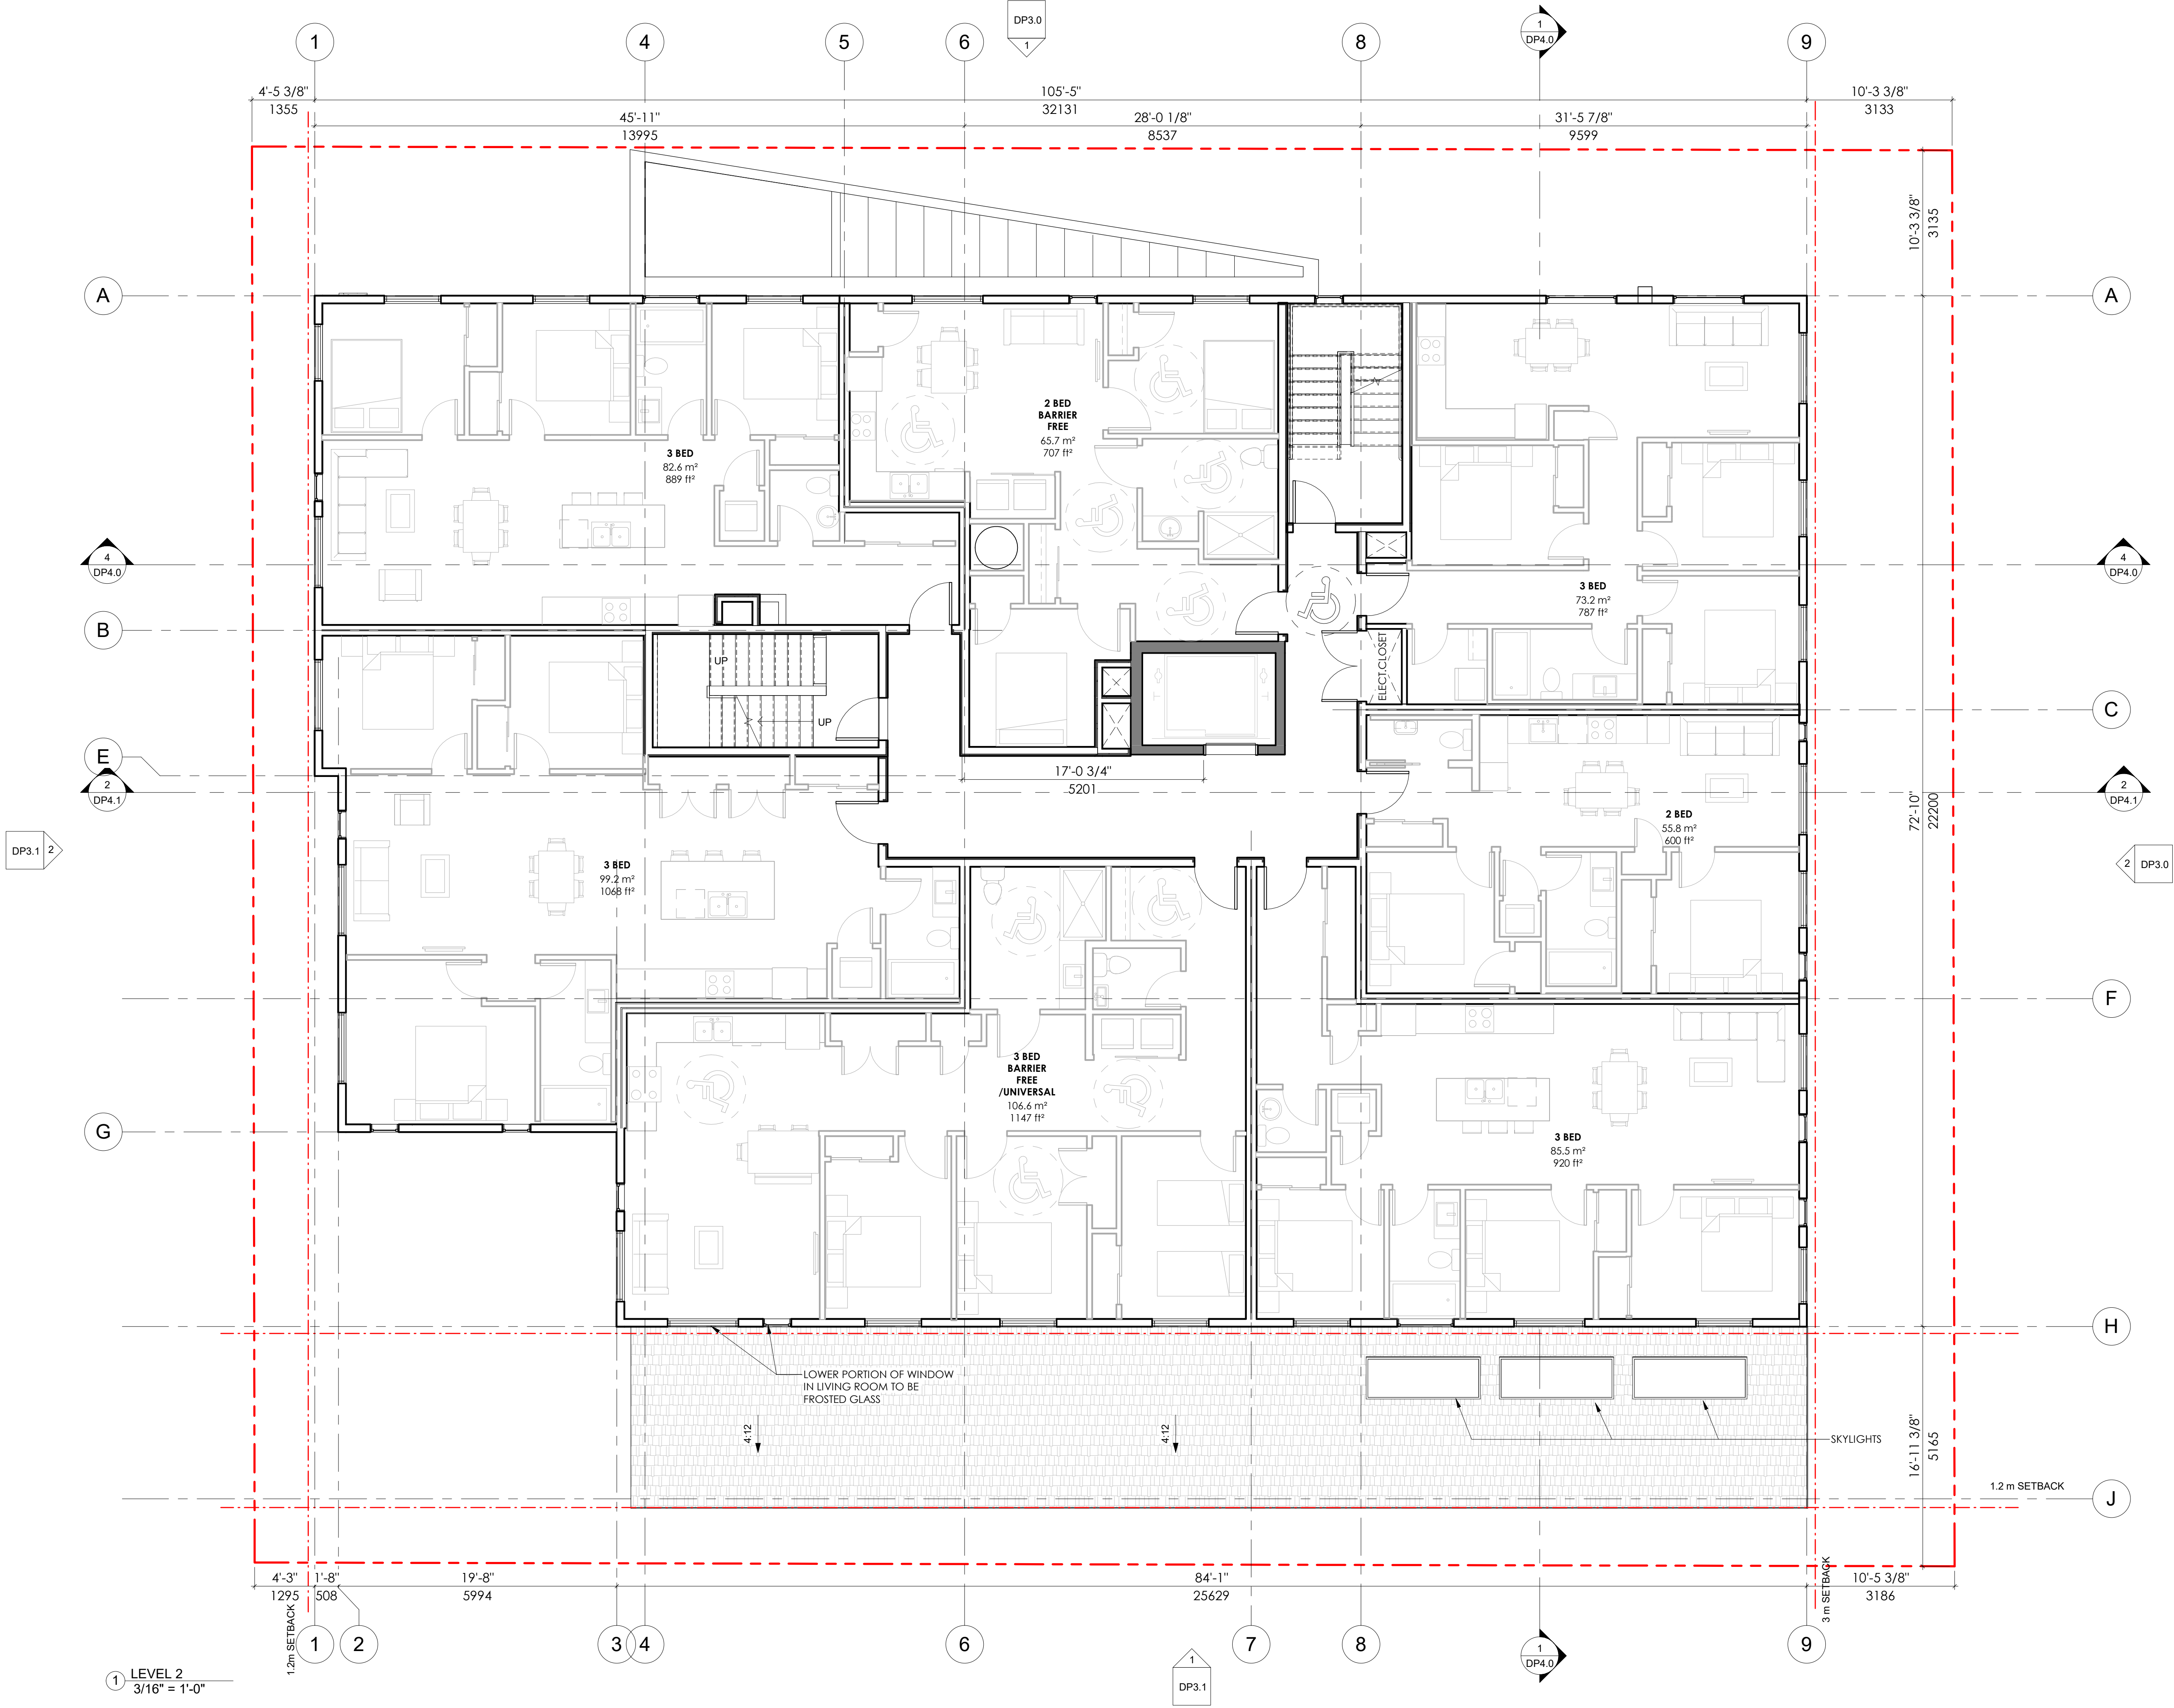 DP3.0
1
1
DP4.0
1
4
5
6
8
9
4'-5 3/8"
1355
105'-5"
32131
10'-3 3/8"
3133
45'-11"
13995
28'-0 1/8"
8537
31'-5 7/8"
9599
10'-3 3/8"
3135
A
A
2 BED
BARRIER
FREE
65.7 m²
707 ft²
3 BED
82.6 m²
889 ft²
4
DP4.0
4
DP4.0
3 BED
73.2 m²
787 ft²
B
ELECT.CLOSET
UP
UP
C
E
2
DP4.1
17'-0 3/4"
5201
2
DP4.1
72'-10"
22200
2 BED
55.8 m²
600 ft²
DP3.1
2
2
DP3.0
3 BED
99.2 m²
1068 ft²
F
3 BED
BARRIER
FREE
/UNIVERSAL
106.6 m²
1147 ft²
G
3 BED
85.5 m²
920 ft²
H
LOWER PORTION OF WINDOW
IN LIVING ROOM TO BE
FROSTED GLASS
4:12
4:12
SKYLIGHTS
16'-11 3/8"
5165
1.2 m SETBACK
J
4'-3"
1295
1'-8"
508
19'-8"
5994
84'-1"
25629
10'-5 3/8"
3186
1.2m SETBACK
3 m SETBACK
1
2
3
4
6
7
8
9
1
DP4.0
1
DP3.1
1
LEVEL 2
3/16" = 1'-0"